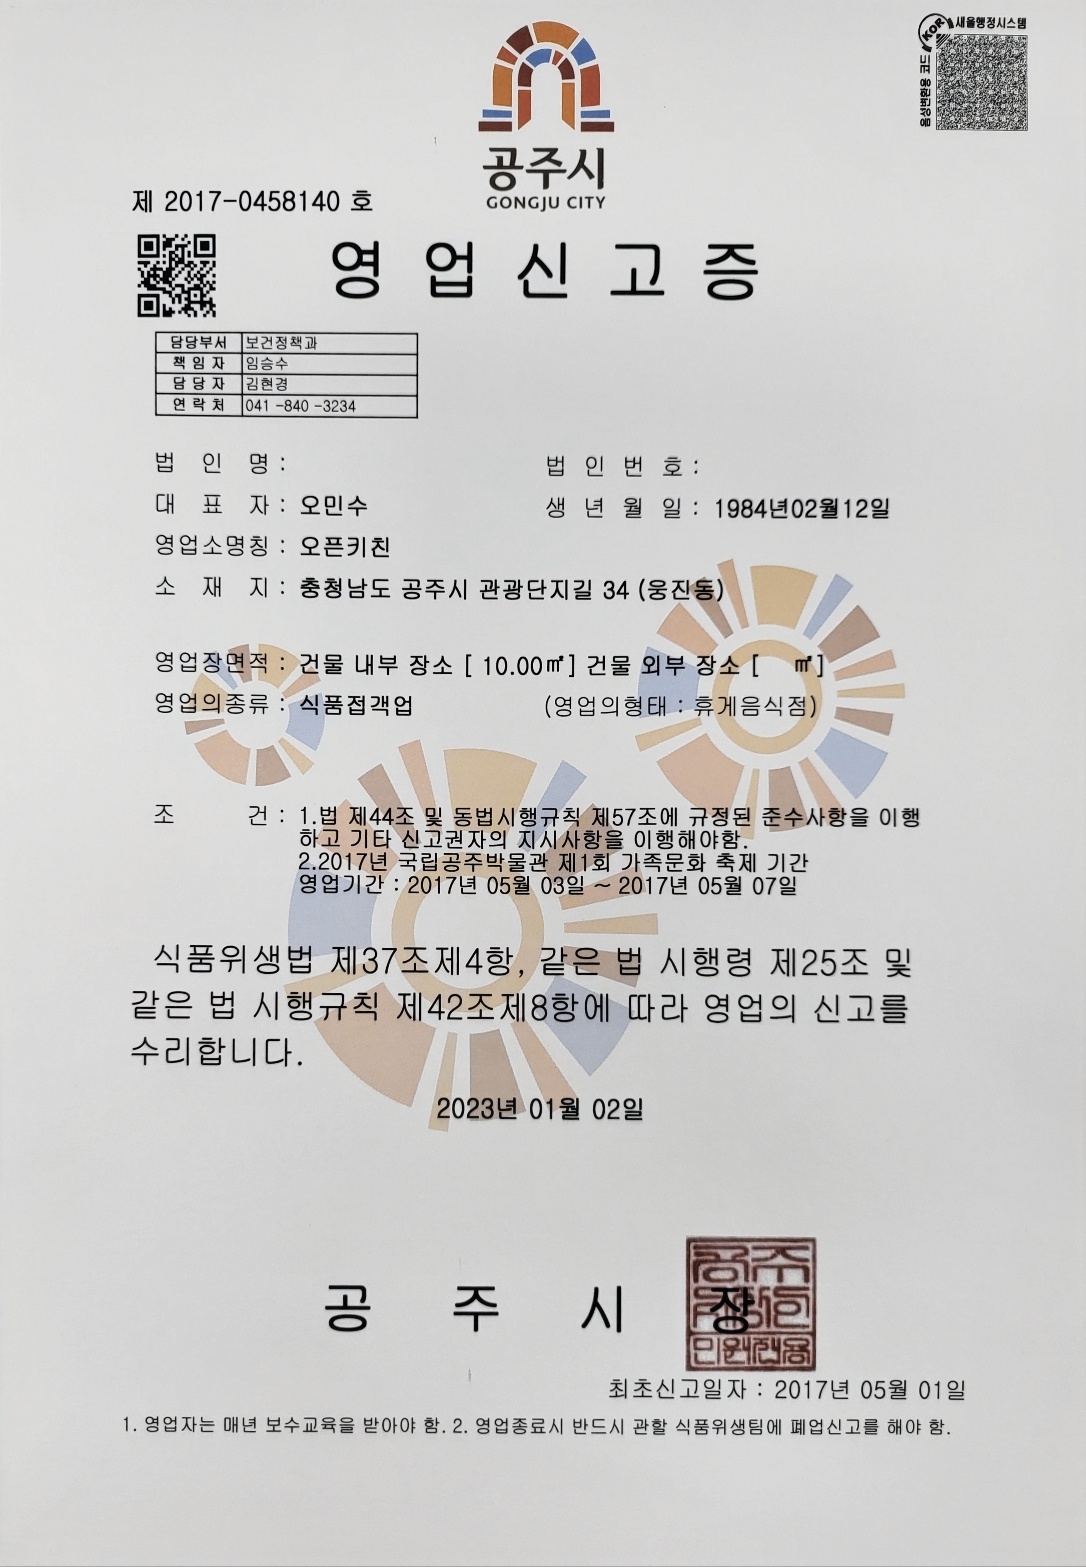 새올행정시스템
KOR
음성변환용 코드
공주시
GONGJU CITY
제 2017-0458140 호
영업신고증
담당부서 보건정책과
책 임 자 임승수
담 당 자 김현경
연 락 처 041 -840 -3234
법 인 명 :
법 인 번 호 :
대 표 자 : 오민수
생 년 월 일 : 1984년02월12일
영업소명칭 : 오픈키친
소 재 지 : 충청남도 공주시 관광단지길 34 (웅진동)
영업장면적 : 건물 내부 장소 [ 10.00㎡] 건물 외부 장소 [ ㎡]
영업의종류 : 식품접객업 (영업의형태 : 휴게음식점)
조 건 : 1.법 제44조 및 동법시행규칙 제57조에 규정된 준수사항을 이행
하고 기타 신고권자의 지시사항을 이행해야함.
2.2017년 국립공주박물관 제1회 가족문화 축제 기간
영업기간 : 2017년 05월 03일 ~ 2017년 05월 07일
식품위생법 제37조제4항, 같은 법 시행령 제25조 및
같은 법 시행규칙 제42조제8항에 따라 영업의 신고를
수리합니다.
2023년 01월 02일
공 주 시 장
최초신고일자 : 2017년 05월 01일
1. 영업자는 매년 보수교육을 받아야 함. 2. 영업종료시 반드시 관할 식품위생팀에 폐업신고를 해야 함.